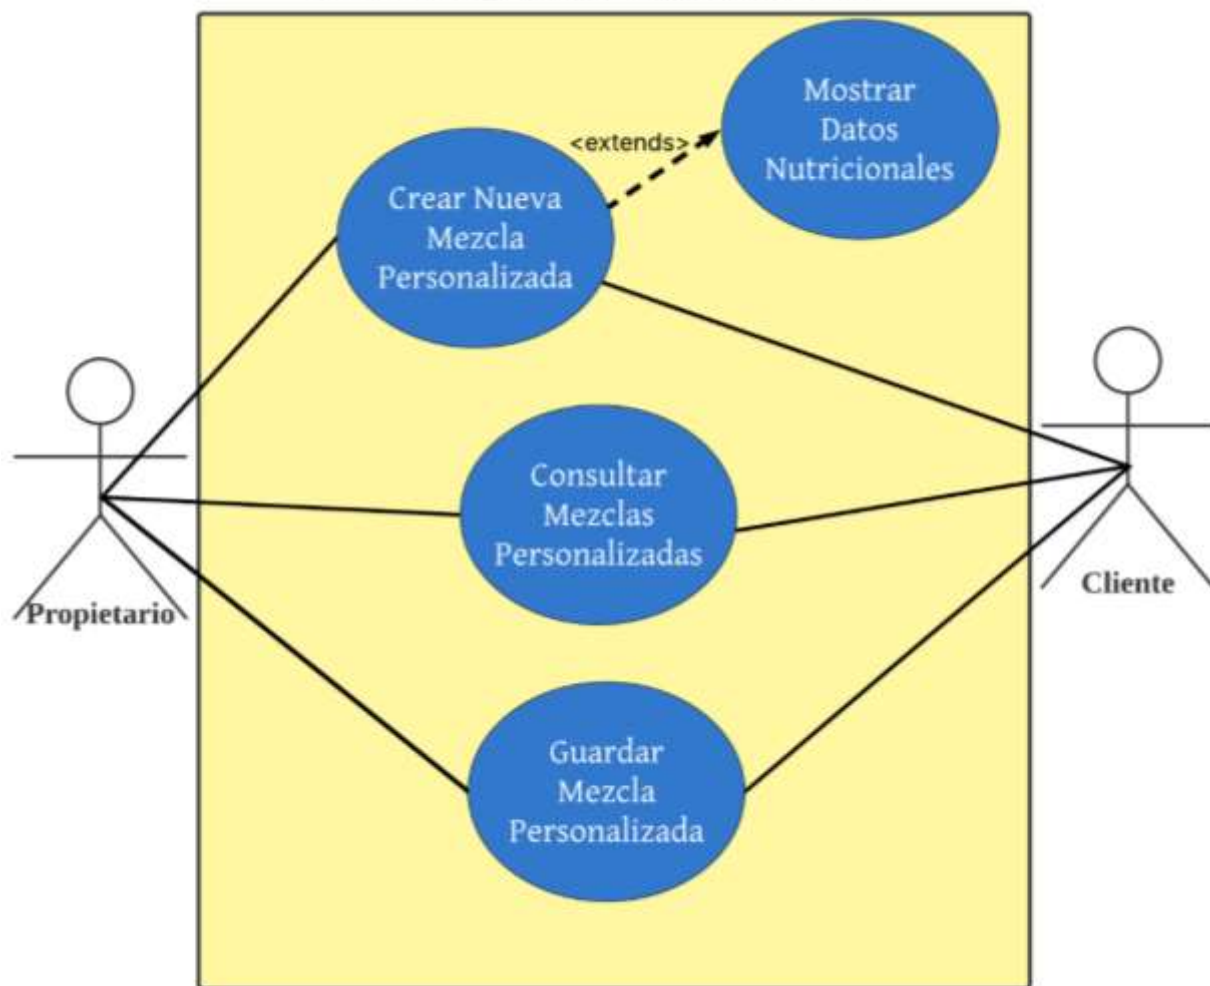 Mostrar
Datos
Nutricionales
<extends>
Crear Nueva
Mezcla
Personalizada
Consultar
Mezclas
Personalizadas
Propietario
Cliente
Guardar
Mezcla
Personalizada